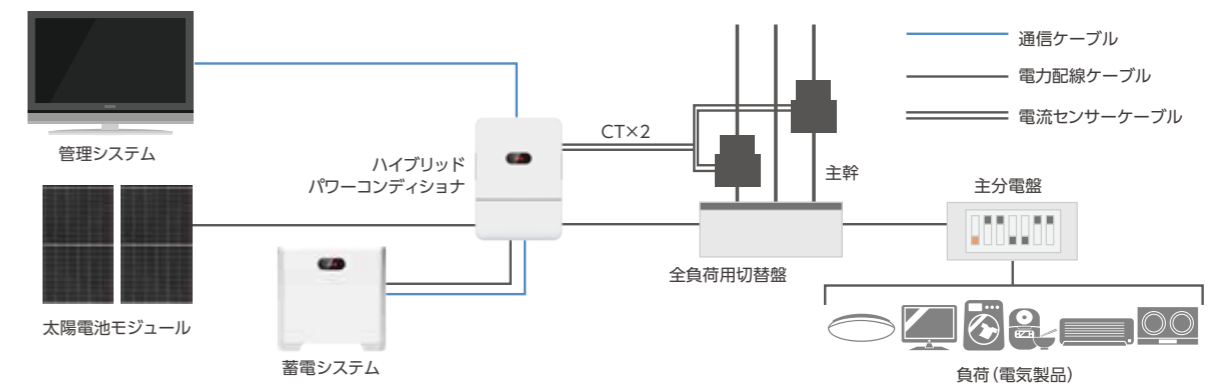 通信ケーブル
電力配線ケーブル
電流センサーケーブル
管理システム
CT×2
ハイブリッド
パワーコンディショナ
主幹
主分電盤
全負荷用切替盤
太陽電池モジュール
蓄電システム
負荷（電気製品）